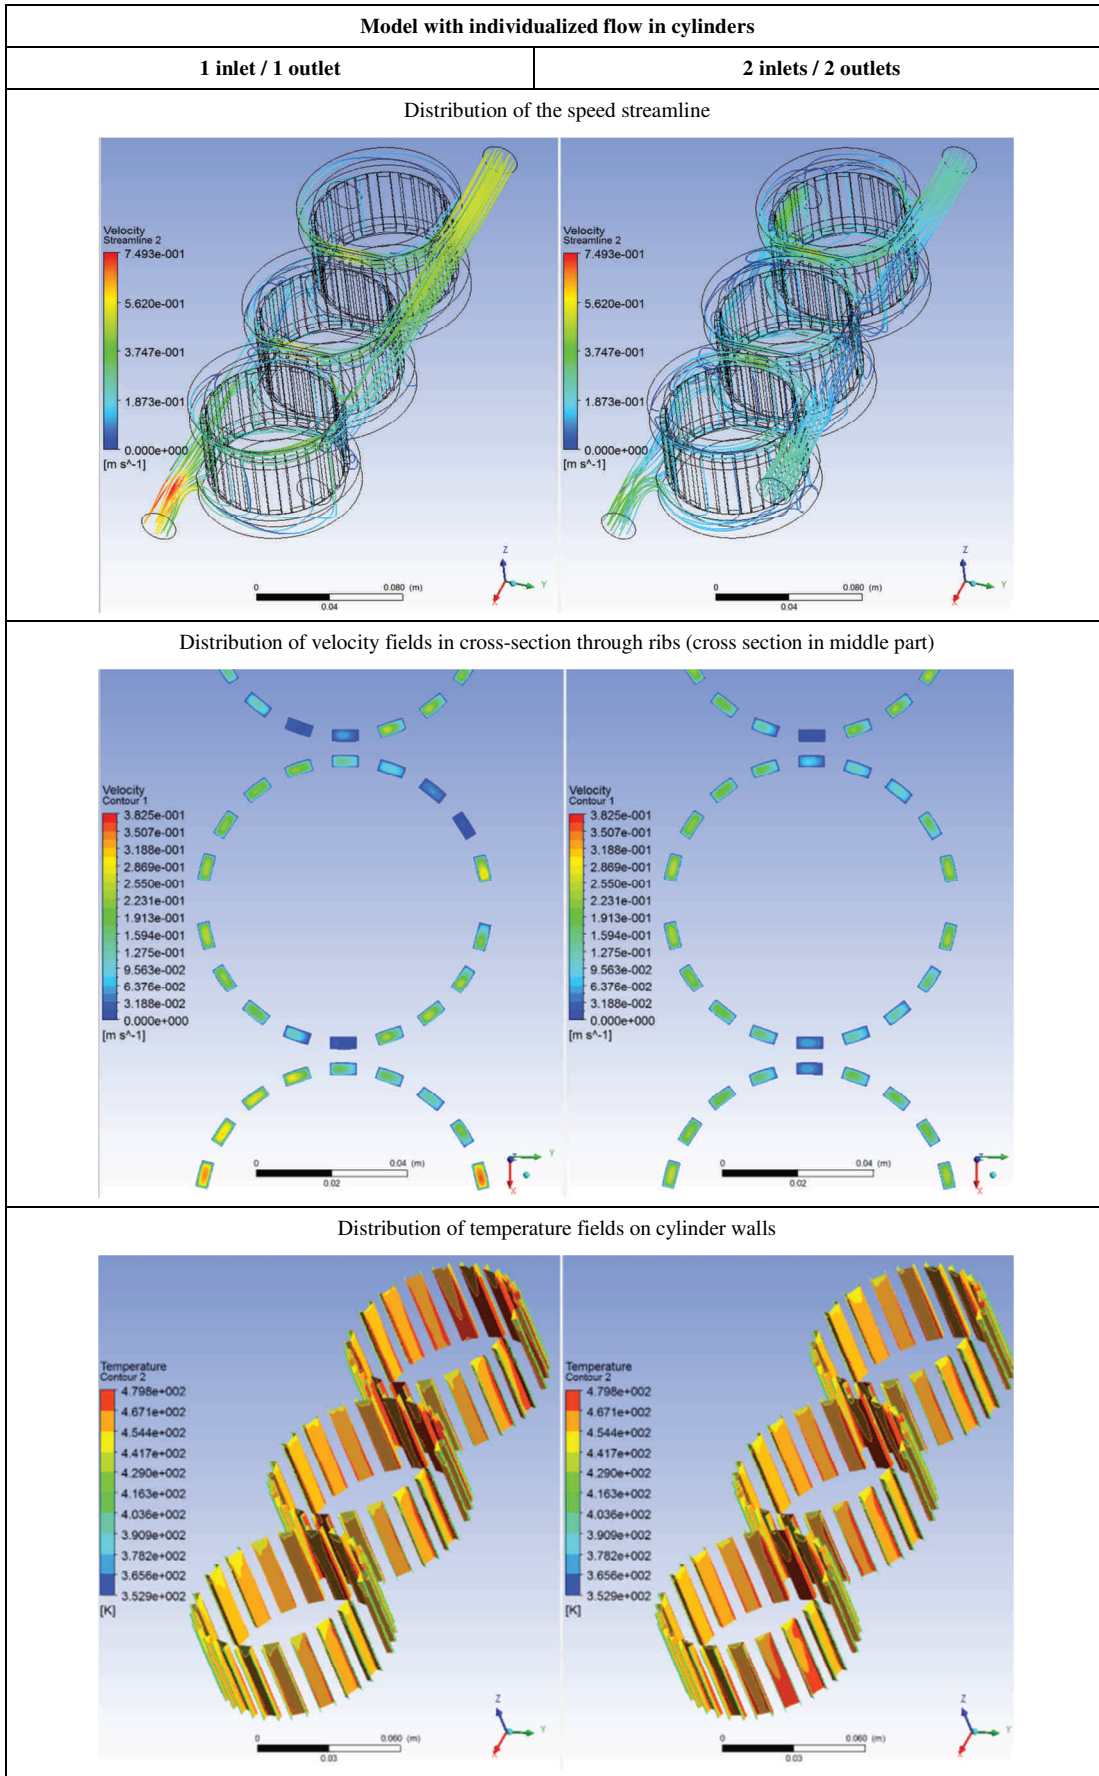 Model with individualized flow in cylinders
1 inlet / 1 outlet
2 inlets / 2 outlets
Distribution of the speed streamline
Velocity
Streamline 2
7.493e-001
5.620e-001
3.747e-001
1.873e-001
0.000e+000
[m s^-1]
0
0.080 (m)
0.04
Z
Y
X
Velocity
Streamline 2
7.493e-001
5.620e-001
3.747e-001
1.873e-001
0.000e+000
[m s^-1]
0
0.080 (m)
0.04
Z
Y
X
Distribution of velocity fields in cross-section through ribs (cross section in middle part)
Velocity
Contour 1
3.825e-001
3.507e-001
3.188e-001
2.869e-001
2.550e-001
2.231e-001
1.913e-001
1.594e-001
1.275e-001
9.563e-002
6.376e-002
3.188e-002
0.000e+000
[m s^-1]
0
0.04 (m)
0.02
Z
Y
X
Velocity
Contour 1
3.825e-001
3.507e-001
3.188e-001
2.869e-001
2.550e-001
2.231e-001
1.913e-001
1.594e-001
1.275e-001
9.563e-002
6.376e-002
3.188e-002
0.000e+000
[m s^-1]
0
0.04 (m)
0.02
Z
Y
X
Distribution of temperature fields on cylinder walls
Temperature
Contour 2
4.798e+002
4.671e+002
4.544e+002
4.417e+002
4.290e+002
4.163e+002
4.036e+002
3.909e+002
3.782e+002
3.656e+002
3.529e+002
[K]
0
0.060 (m)
0.03
Z
Y
X
Temperature
Contour 2
4.798e+002
4.671e+002
4.544e+002
4.417e+002
4.290e+002
4.163e+002
4.036e+002
3.909e+002
3.782e+002
3.656e+002
3.529e+002
[K]
0
0.060 (m)
0.03
Z
Y
X